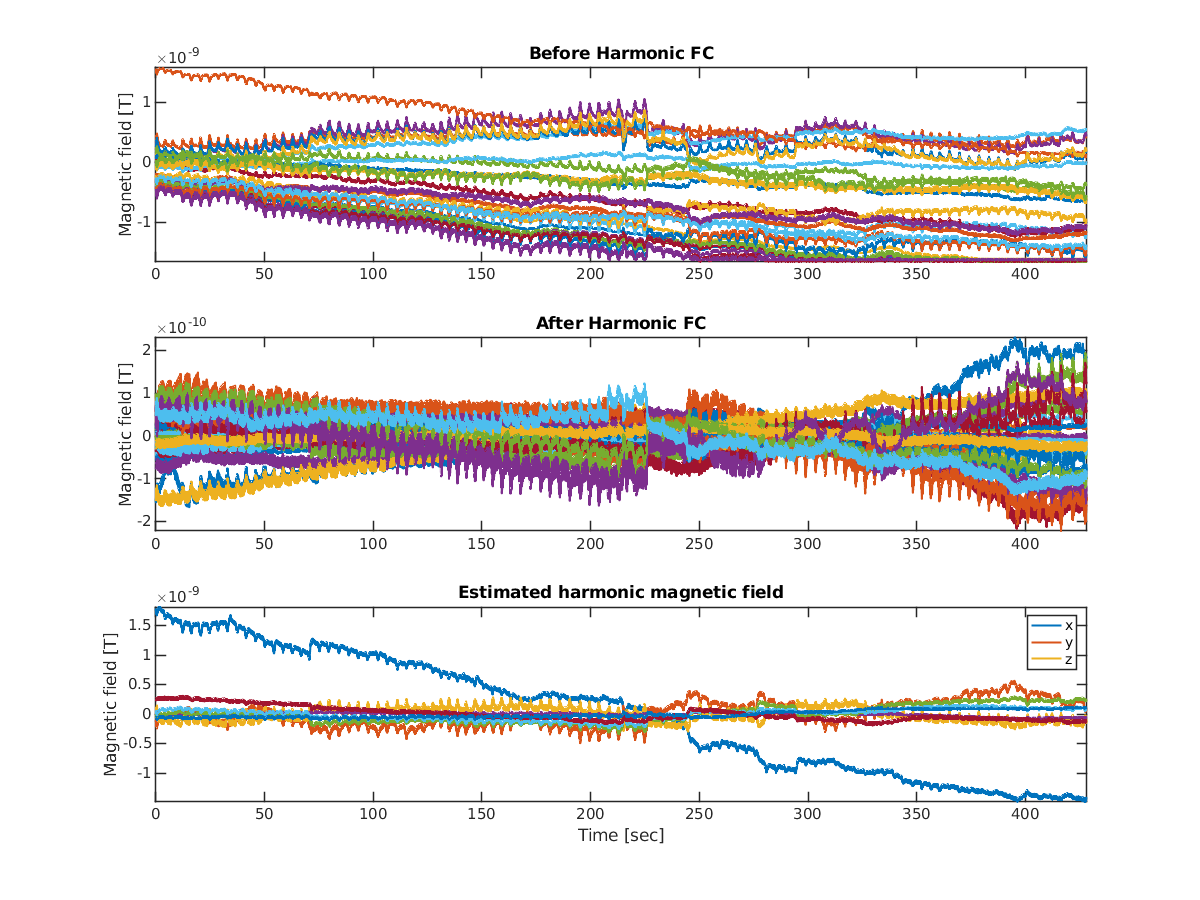 Before Harmonic FC
×10-9
Magnetic field [T]
1
0
-1
0 50 100 150 200 250 300 350 400
After Harmonic FC
×10-10
Magnetic field [T]
2
1
0
-1
-2
0 50 100 150 200 250 300 350 400
Estimated harmonic magnetic field
×10-9
Magnetic field [T]
1.5
1
0.5
0
-0.5
-1
x
y
z
0 50 100 150 200 250 300 350 400
Time [sec]